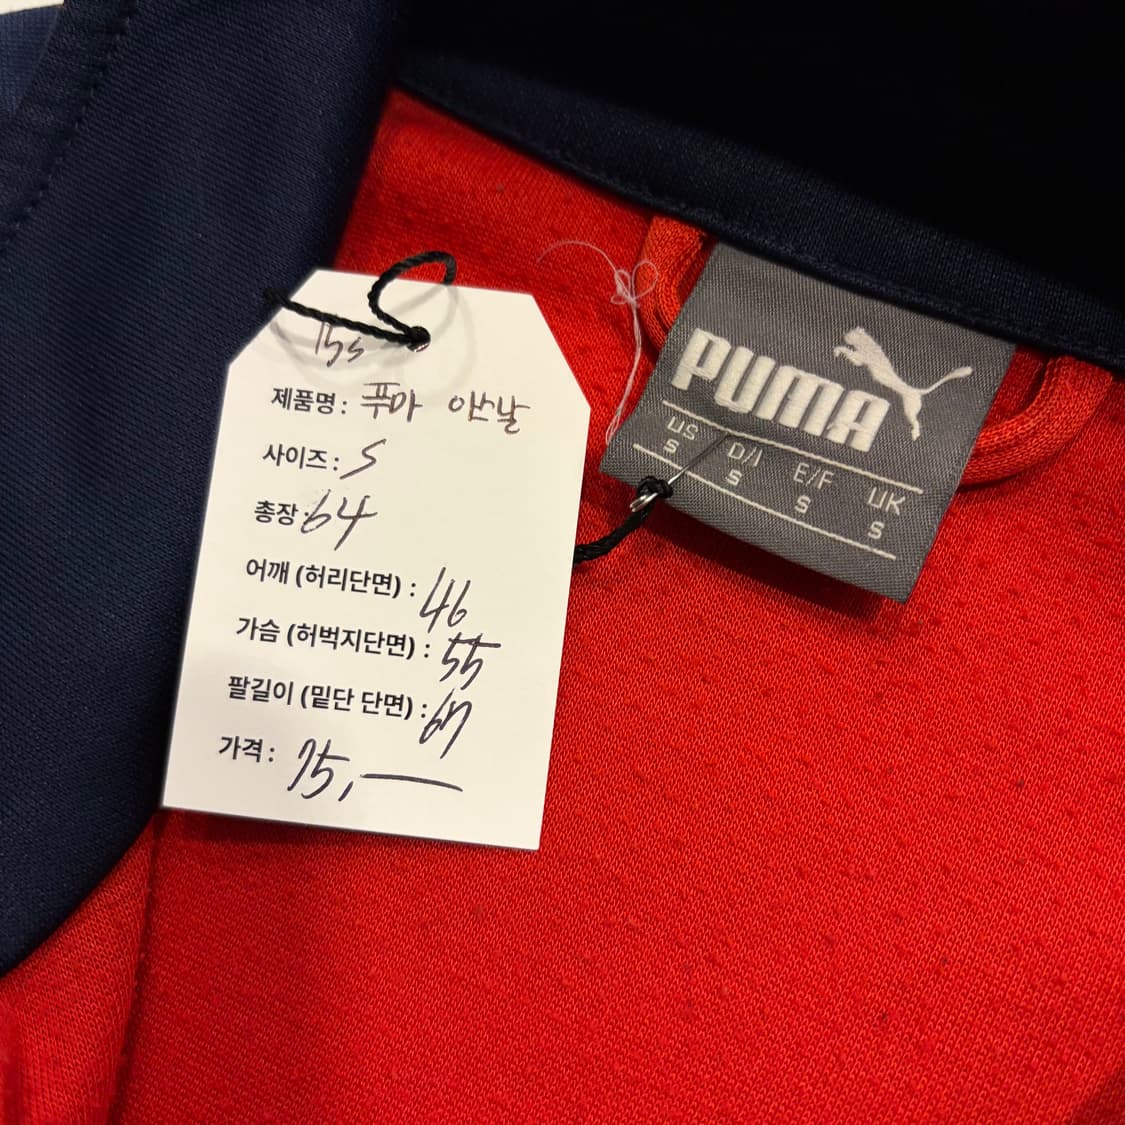 15s
제품명: 푸마 아스날
사이즈: S
총장: 64
어깨 (허리단면) : 46
가슴 (허벅지단면) : 55
팔길이 (밑단 단면) : 67
가격: 75,—
PUMA
US D/I E/F UK
S S S S